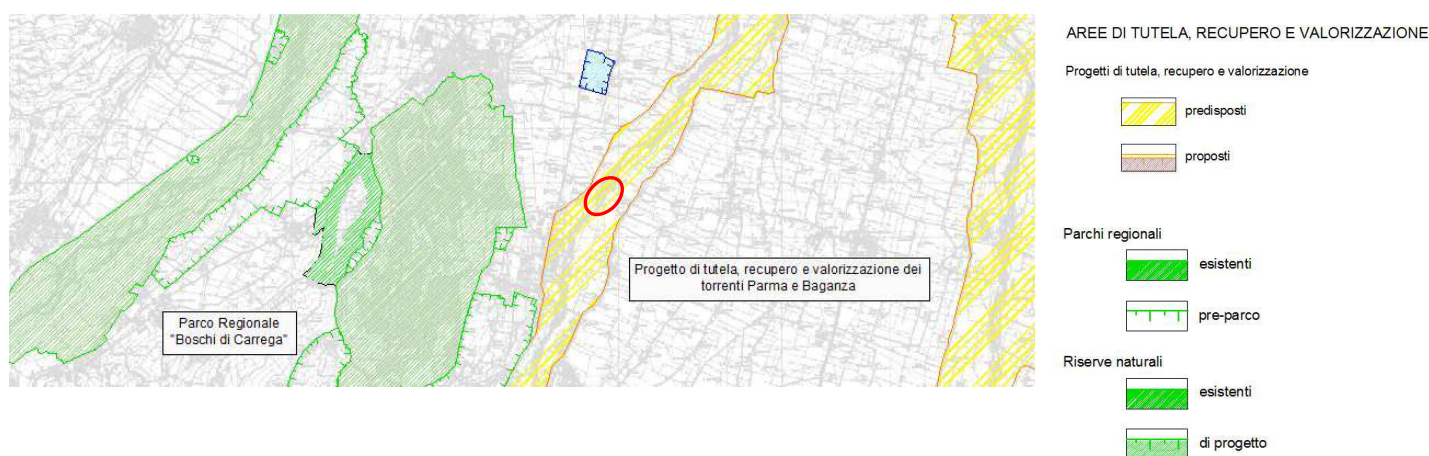 Parco Regionale
"Boschi di Carrega"
Progetto di tutela, recupero e valorizzazione dei
torrenti Parma e Baganza
AREE DI TUTELA, RECUPERO E VALORIZZAZIONE
Progetti di tutela, recupero e valorizzazione
predisposti
proposti
Parchi regionali
esistenti
pre-parco
Riserve naturali
esistenti
di progetto